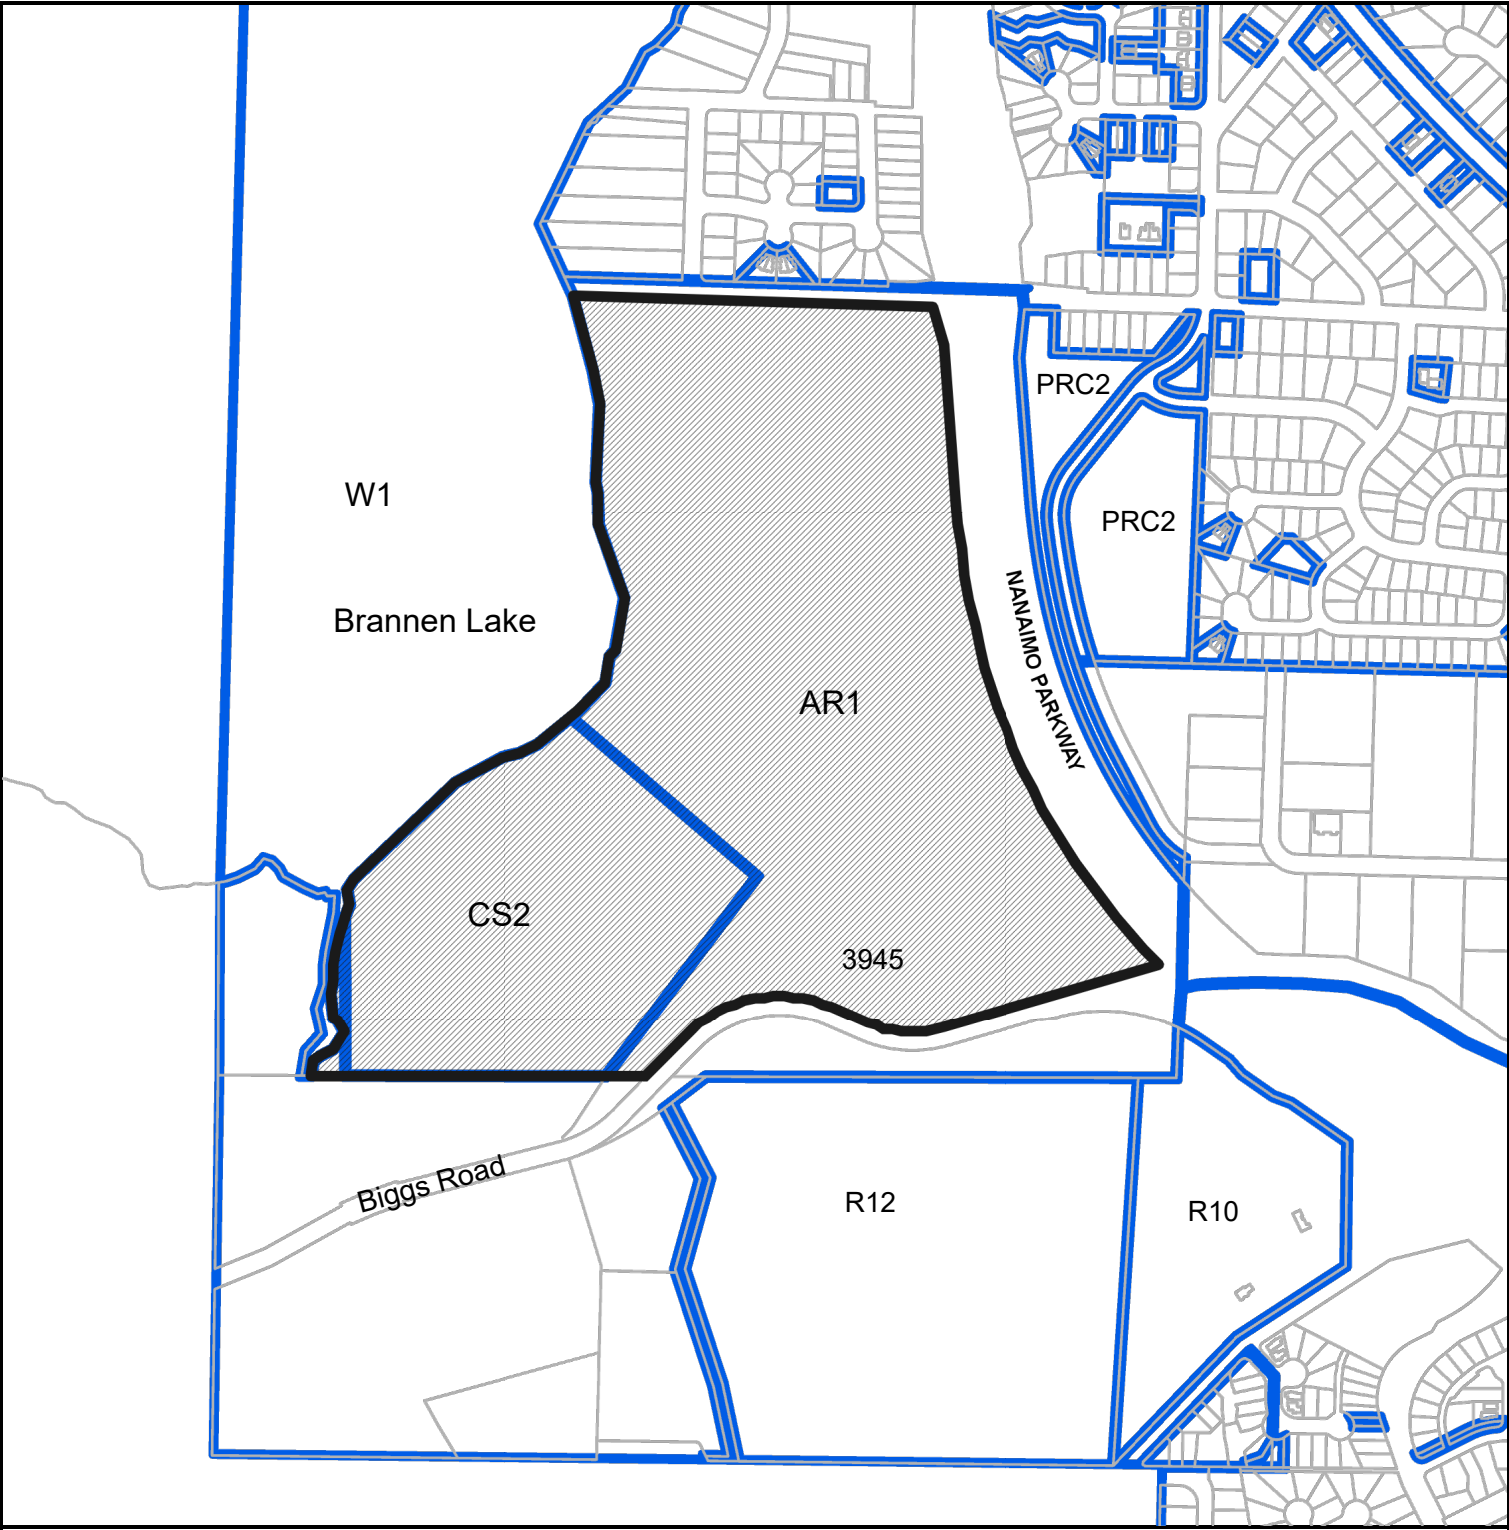 PRC2
W1
PRC2
NANAIMO PARKWAY
Brannen Lake
AR1
CS2
3945
Biggs Road
R12
R10